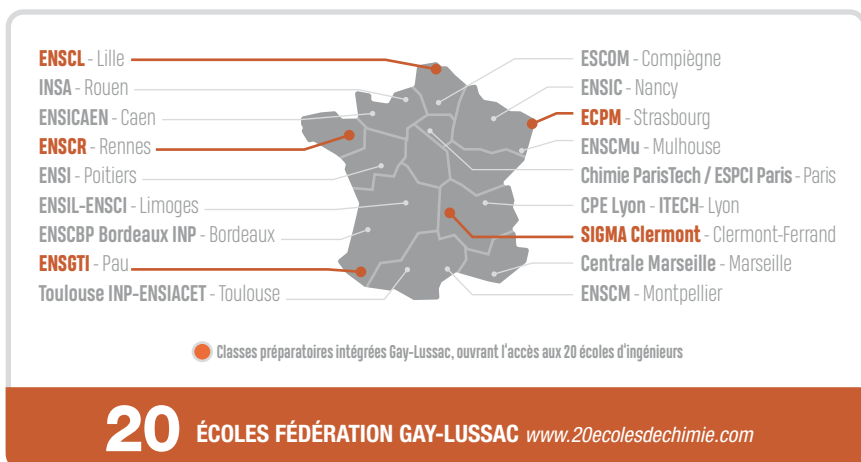 ENSCL - Lille
INSA - Rouen
ENSICAEN - Caen
ENSCR - Rennes
ENSI - Poitiers
ENSIL-ENSCI - Limoges
ENSCBP Bordeaux INP - Bordeaux
ENSGTI - Pau
Toulouse INP-ENSIACET - Toulouse
ESCOM - Compiègne
ENSIC - Nancy
ECPM - Strasbourg
ENSCMu - Mulhouse
Chimie ParisTech / ESPCI Paris - Paris
CPE Lyon - ITECH- Lyon
SIGMA Clermont - Clermont-Ferrand
Centrale Marseille - Marseille
ENSCM - Montpellier
Classes préparatoires intégrées Gay-Lussac, ouvrant l'accès aux 20 écoles d'ingénieurs
20 ÉCOLES FÉDÉRATION GAY-LUSSAC www.20ecolesdechimie.com